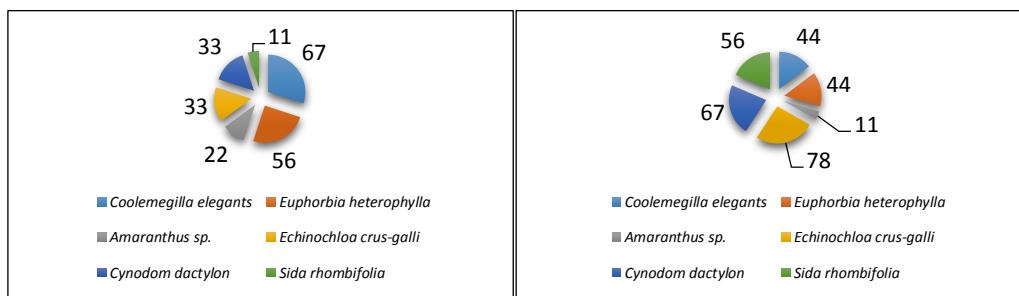 33 11 67
33
22 56
Coolemegilla elegants Euphorbia heterophylla
Amaranthus sp. Echinochloa crus-galli
Cynodom dactylon Sida rhombifolia
56 44
67 44
11
78
Coolemegilla elegants Euphorbia heterophylla
Amaranthus sp. Echinochloa crus-galli
Cynodom dactylon Sida rhombifolia